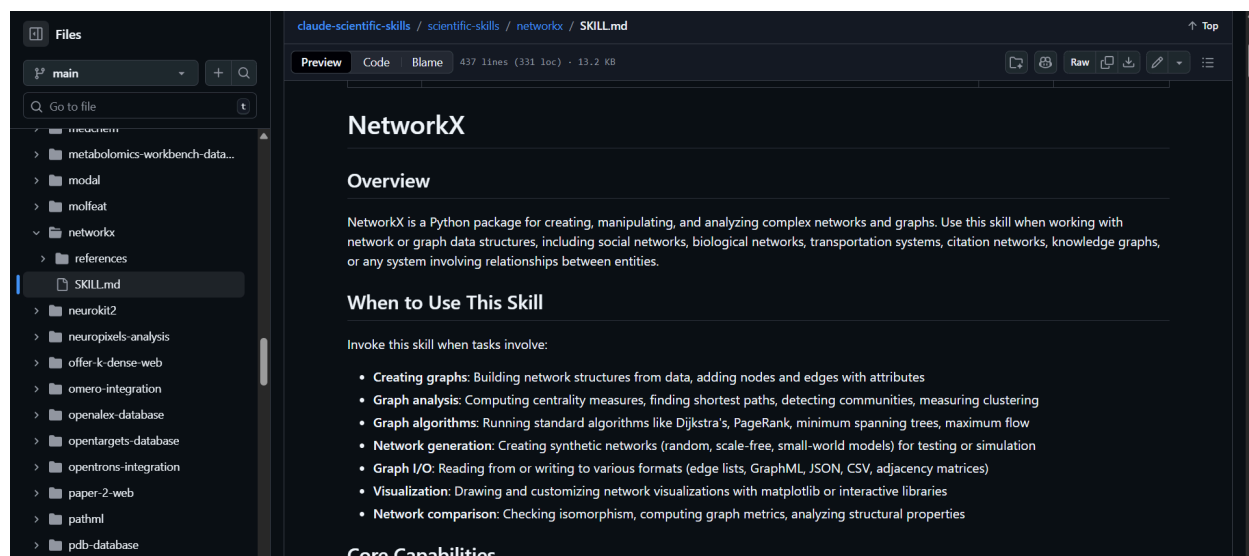 Files
main
Go to file
t
medchem
metabolomics-workbench-data...
modal
molfeat
networkx
references
SKILL.md
neurokit2
neuropixels-analysis
offer-k-dense-web
omero-integration
openalex-database
opentargets-database
opentrons-integration
paper-2-web
pathml
pdb-database
claude-scientific-skills / scientific-skills / networkx / SKILL.md
Top
Preview Code Blame 437 lines (331 loc) · 13.2 KB
Raw
NetworkX
Overview
NetworkX is a Python package for creating, manipulating, and analyzing complex networks and graphs. Use this skill when working with
network or graph data structures, including social networks, biological networks, transportation systems, citation networks, knowledge graphs,
or any system involving relationships between entities.
When to Use This Skill
Invoke this skill when tasks involve:
• Creating graphs: Building network structures from data, adding nodes and edges with attributes
• Graph analysis: Computing centrality measures, finding shortest paths, detecting communities, measuring clustering
• Graph algorithms: Running standard algorithms like Dijkstra's, PageRank, minimum spanning trees, maximum flow
• Network generation: Creating synthetic networks (random, scale-free, small-world models) for testing or simulation
• Graph I/O: Reading from or writing to various formats (edge lists, GraphML, JSON, CSV, adjacency matrices)
• Visualization: Drawing and customizing network visualizations with matplotlib or interactive libraries
• Network comparison: Checking isomorphism, computing graph metrics, analyzing structural properties
Core Capabilities